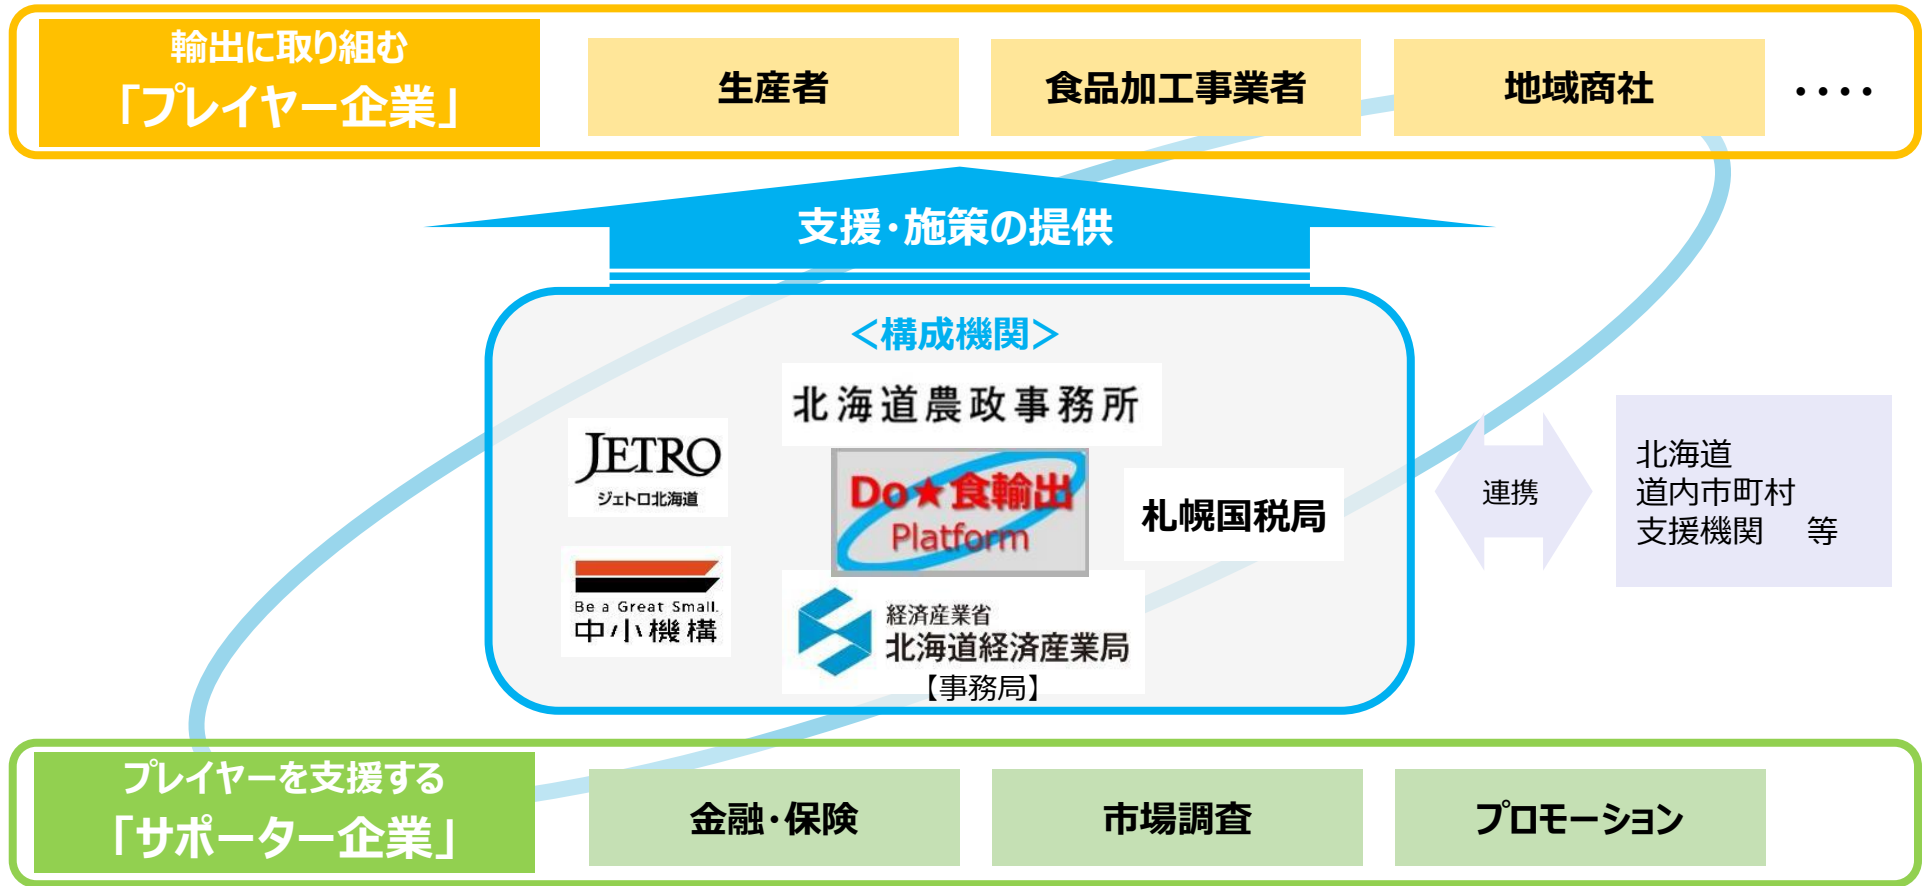 輸出に取り組む
「プレイヤー企業」
生産者
食品加工事業者
地域商社
・・・・
支援・施策の提供
＜構成機関＞
北海道農政事務所
JETRO
ジェトロ北海道
Do★食輸出
Platform
札幌国税局
Be a Great Small.
中小機構
経済産業省
北海道経済産業局
【事務局】
連携
北海道
道内市町村
支援機関　等
プレイヤーを支援する
「サポーター企業」
金融・保険
市場調査
プロモーション